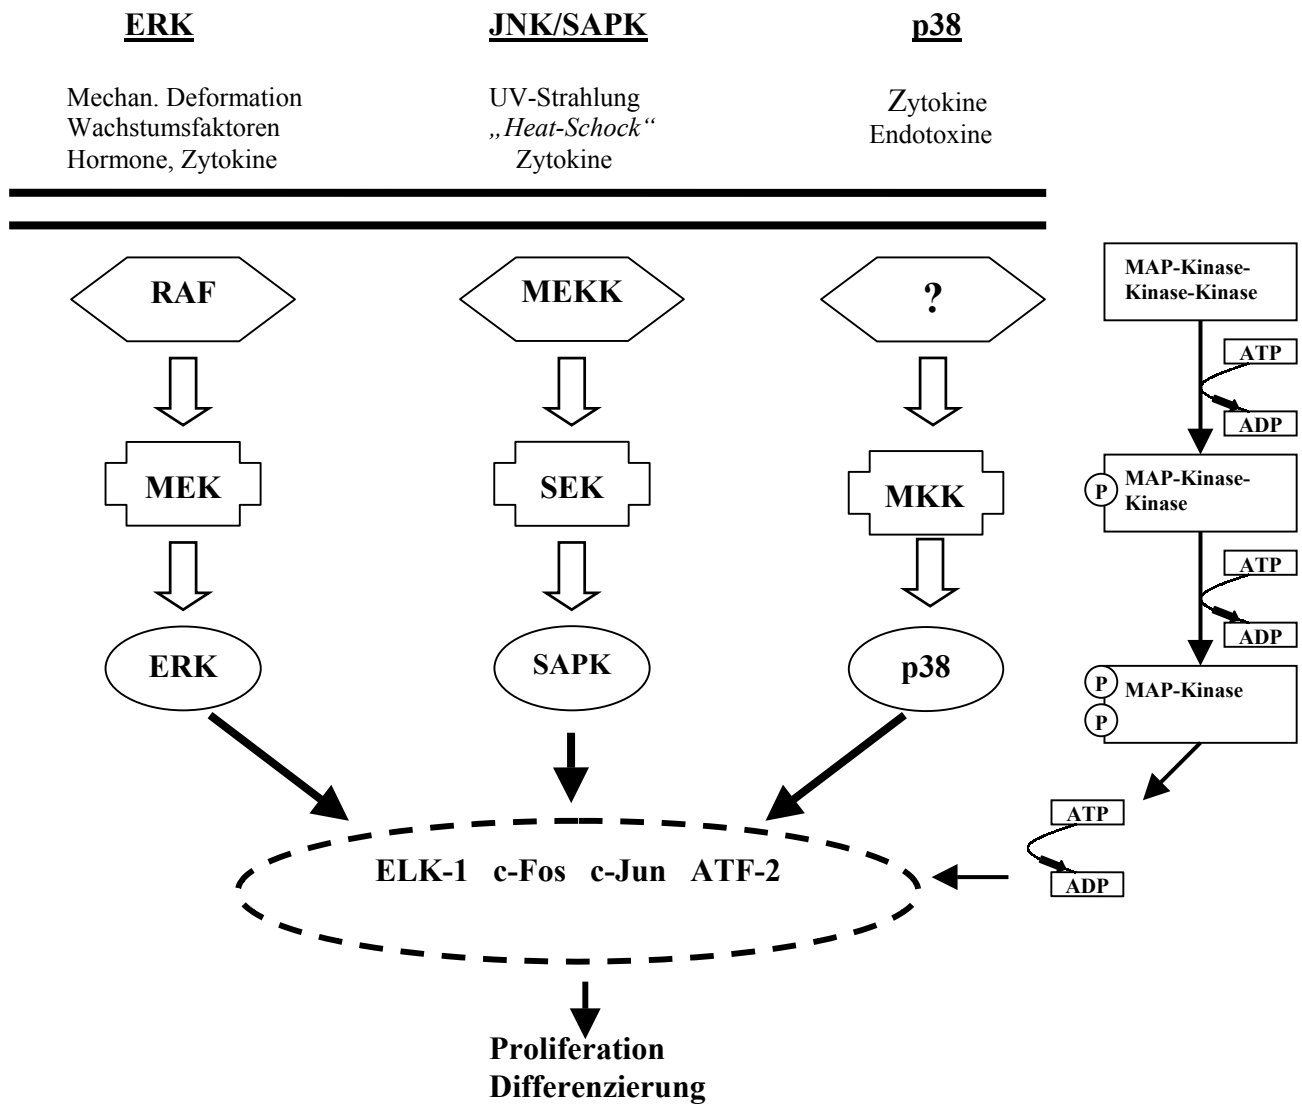 ERK
JNK/SAPK
p38
Mechan. Deformation
Wachstumsfaktoren
Hormone, Zytokine
UV-Strahlung
„Heat-Schock“
Zytokine
Zytokine
Endotoxine
RAF
MEKK
?
MAP-Kinase-
Kinase-Kinase
ATP
ADP
MEK
SEK
MKK
P
MAP-Kinase-
Kinase
ATP
ADP
ERK
SAPK
p38
P
P
MAP-Kinase
ATP
ADP
ELK-1 c-Fos c-Jun ATF-2
Proliferation
Differenzierung